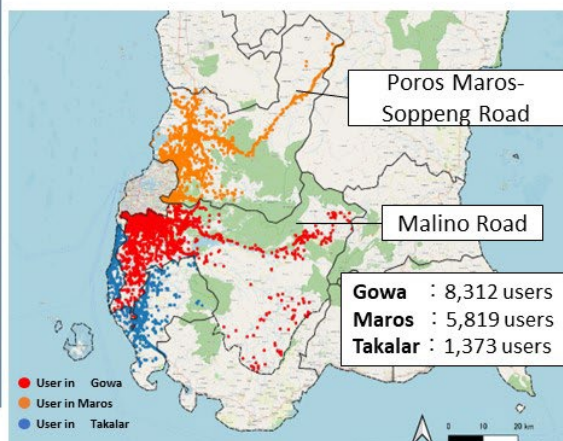 Poros Maros-
Soppeng Road
Malino Road
Gowa : 8,312 users
Maros : 5,819 users
Takalar : 1,373 users
User in Gowa
User in Maros
User in Takalar
0 10 20 km